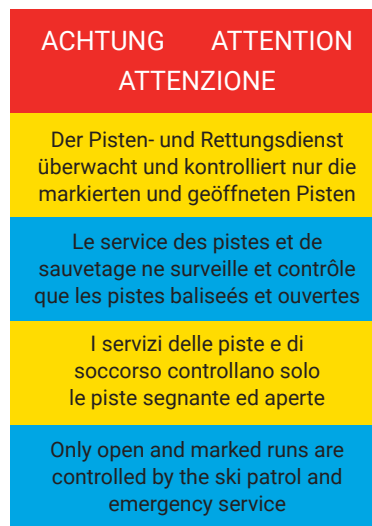 ACHTUNG ATTENTION
ATTENZIONE
Der Pisten- und Rettungsdienst
überwacht und kontrolliert nur die
markierten und geöffneten Pisten
Le service des pistes et de
sauvetage ne surveille et contrôle
que les pistes baliseés et ouvertes
I servizi delle piste e di
soccorso controllano solo
le piste segnante ed aperte
Only open and marked runs are
controlled by the ski patrol and
emergency service